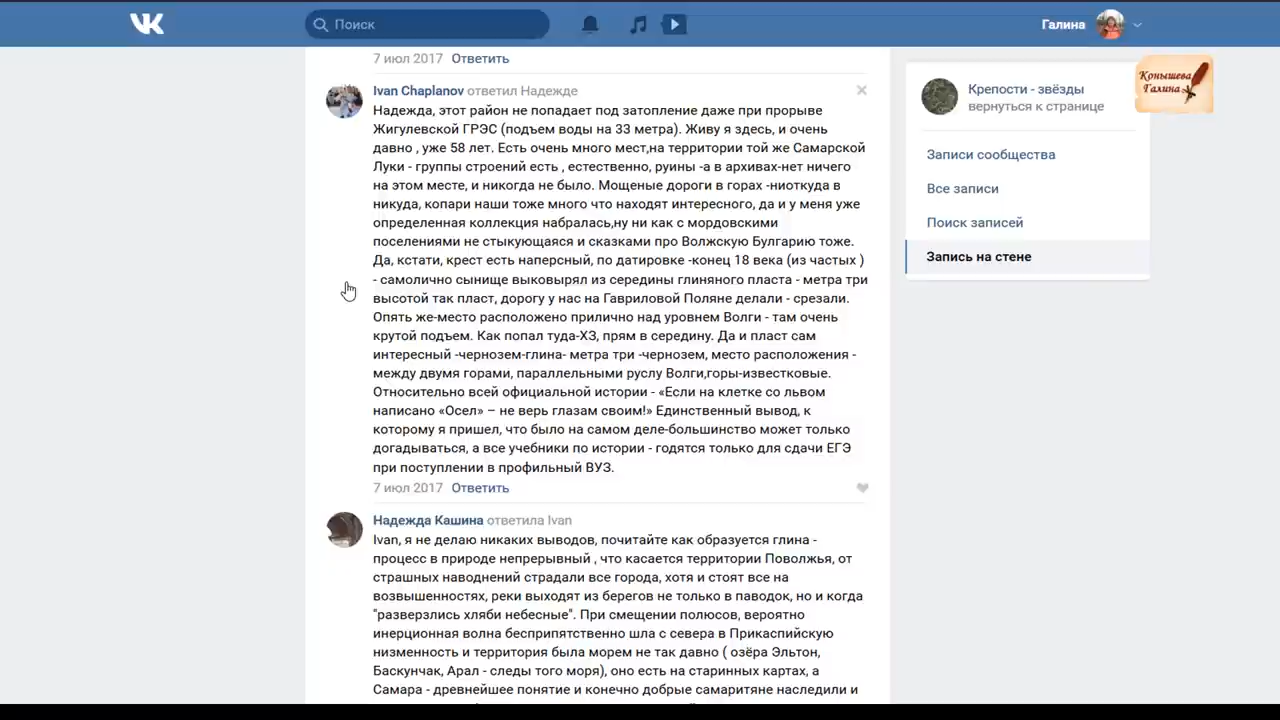 Поиск
Галина
7 июл 2017 Ответить
Ivan Chaplanov ответил Надежде
Надежда, этот район не попадает под затопление даже при прорыве
Жигулевской ГРЭС (подъем воды на 33 метра). Живу я здесь, и очень
давно , уже 58 лет. Есть очень много мест,на территории той же Самарской
Луки - группы строений есть , естественно, руины -а в архивах-нет ничего
на этом месте, и никогда не было. Мощеные дороги в горах -ниоткуда в
никуда, копари наши тоже много что находят интересного, да и у меня уже
определенная коллекция набралась,ну ни как с мордовскими
поселениями не стыкующаяся и сказками про Волжскую Булгарию тоже.
Да, кстати, крест есть наперсный, по датировке -конец 18 века (из частых )
- самолично сынище выковырял из середины глиняного пласта - метра три
высотой так пласт, дорогу у нас на Гавриловой Поляне делали - срезали.
Опять же-место расположено прилично над уровнем Волги - там очень
крутой подъем. Как попал туда-ХЗ, прям в середину. Да и пласт сам
интересный -чернозем-глина- метра три -чернозем, место расположения -
между двумя горами, параллельными руслу Волги,горы-известковые.
Относительно всей официальной истории - «Если на клетке со львом
написано «Осел» – не верь глазам своим!» Единственный вывод, к
которому я пришел, что было на самом деле-большинство может только
догадываться, а все учебники по истории - годятся только для сдачи ЕГЭ
при поступлении в профильный ВУЗ.
7 июл 2017 Ответить
Надежда Кашина ответила Ivan
Ivan, я не делаю никаких выводов, почитайте как образуется глина -
процесс в природе непрерывный , что касается территории Поволжья, от
страшных наводнений страдали все города, хотя и стоят все на
возвышенностях, реки выходят из берегов не только в паводок, но и когда
"разверзлись хляби небесные". При смещении полюсов, вероятно
инерционная волна бесприпятственно шла с севера в Прикаспийскую
низменность и территория была морем не так давно ( озёра Эльтон,
Баскунчак, Арал - следы того моря), оно есть на старинных картах, а
Самара - древнейшее понятие и конечно добрые самаритяне наследили и
Крепости - звёзды
вернуться к странице
Записи сообщества
Все записи
Поиск записей
Запись на стене
Конышева
Галина